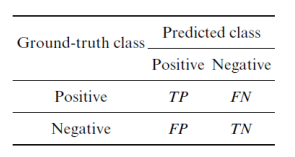 Ground-truth class Predicted class
Positive Negative
Positive TP FN
Negative FP TN